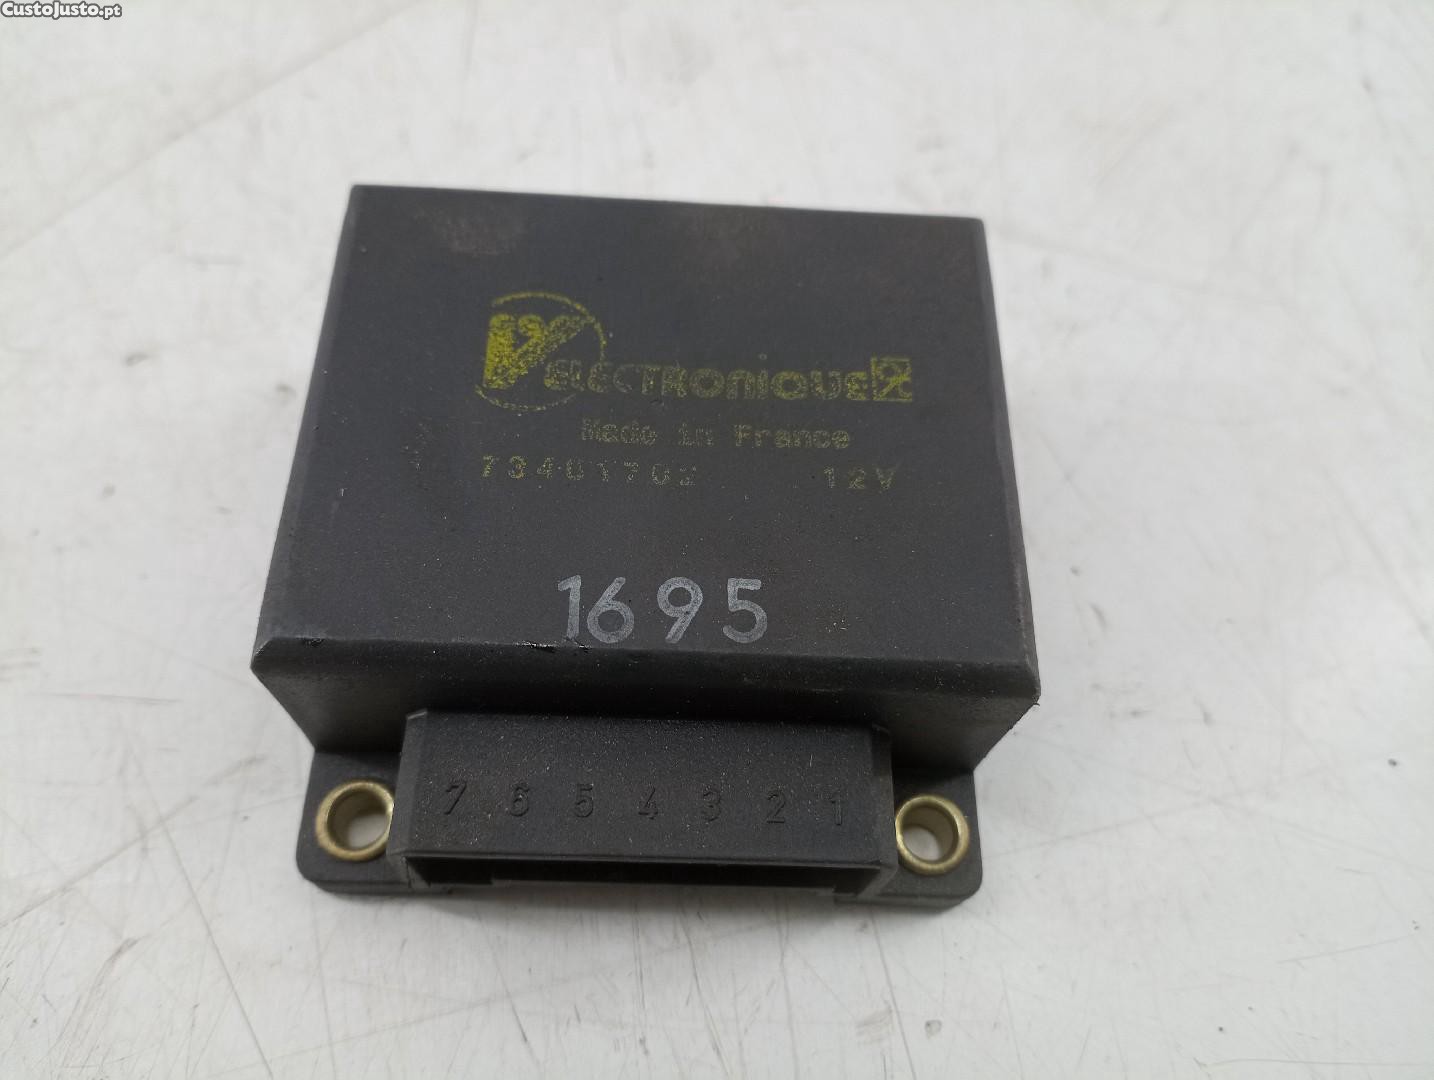 CustoJusto.pt
ELECTRONIQUE
Made in France
73401702 12V
1695
7 6 5 4 3 2 1